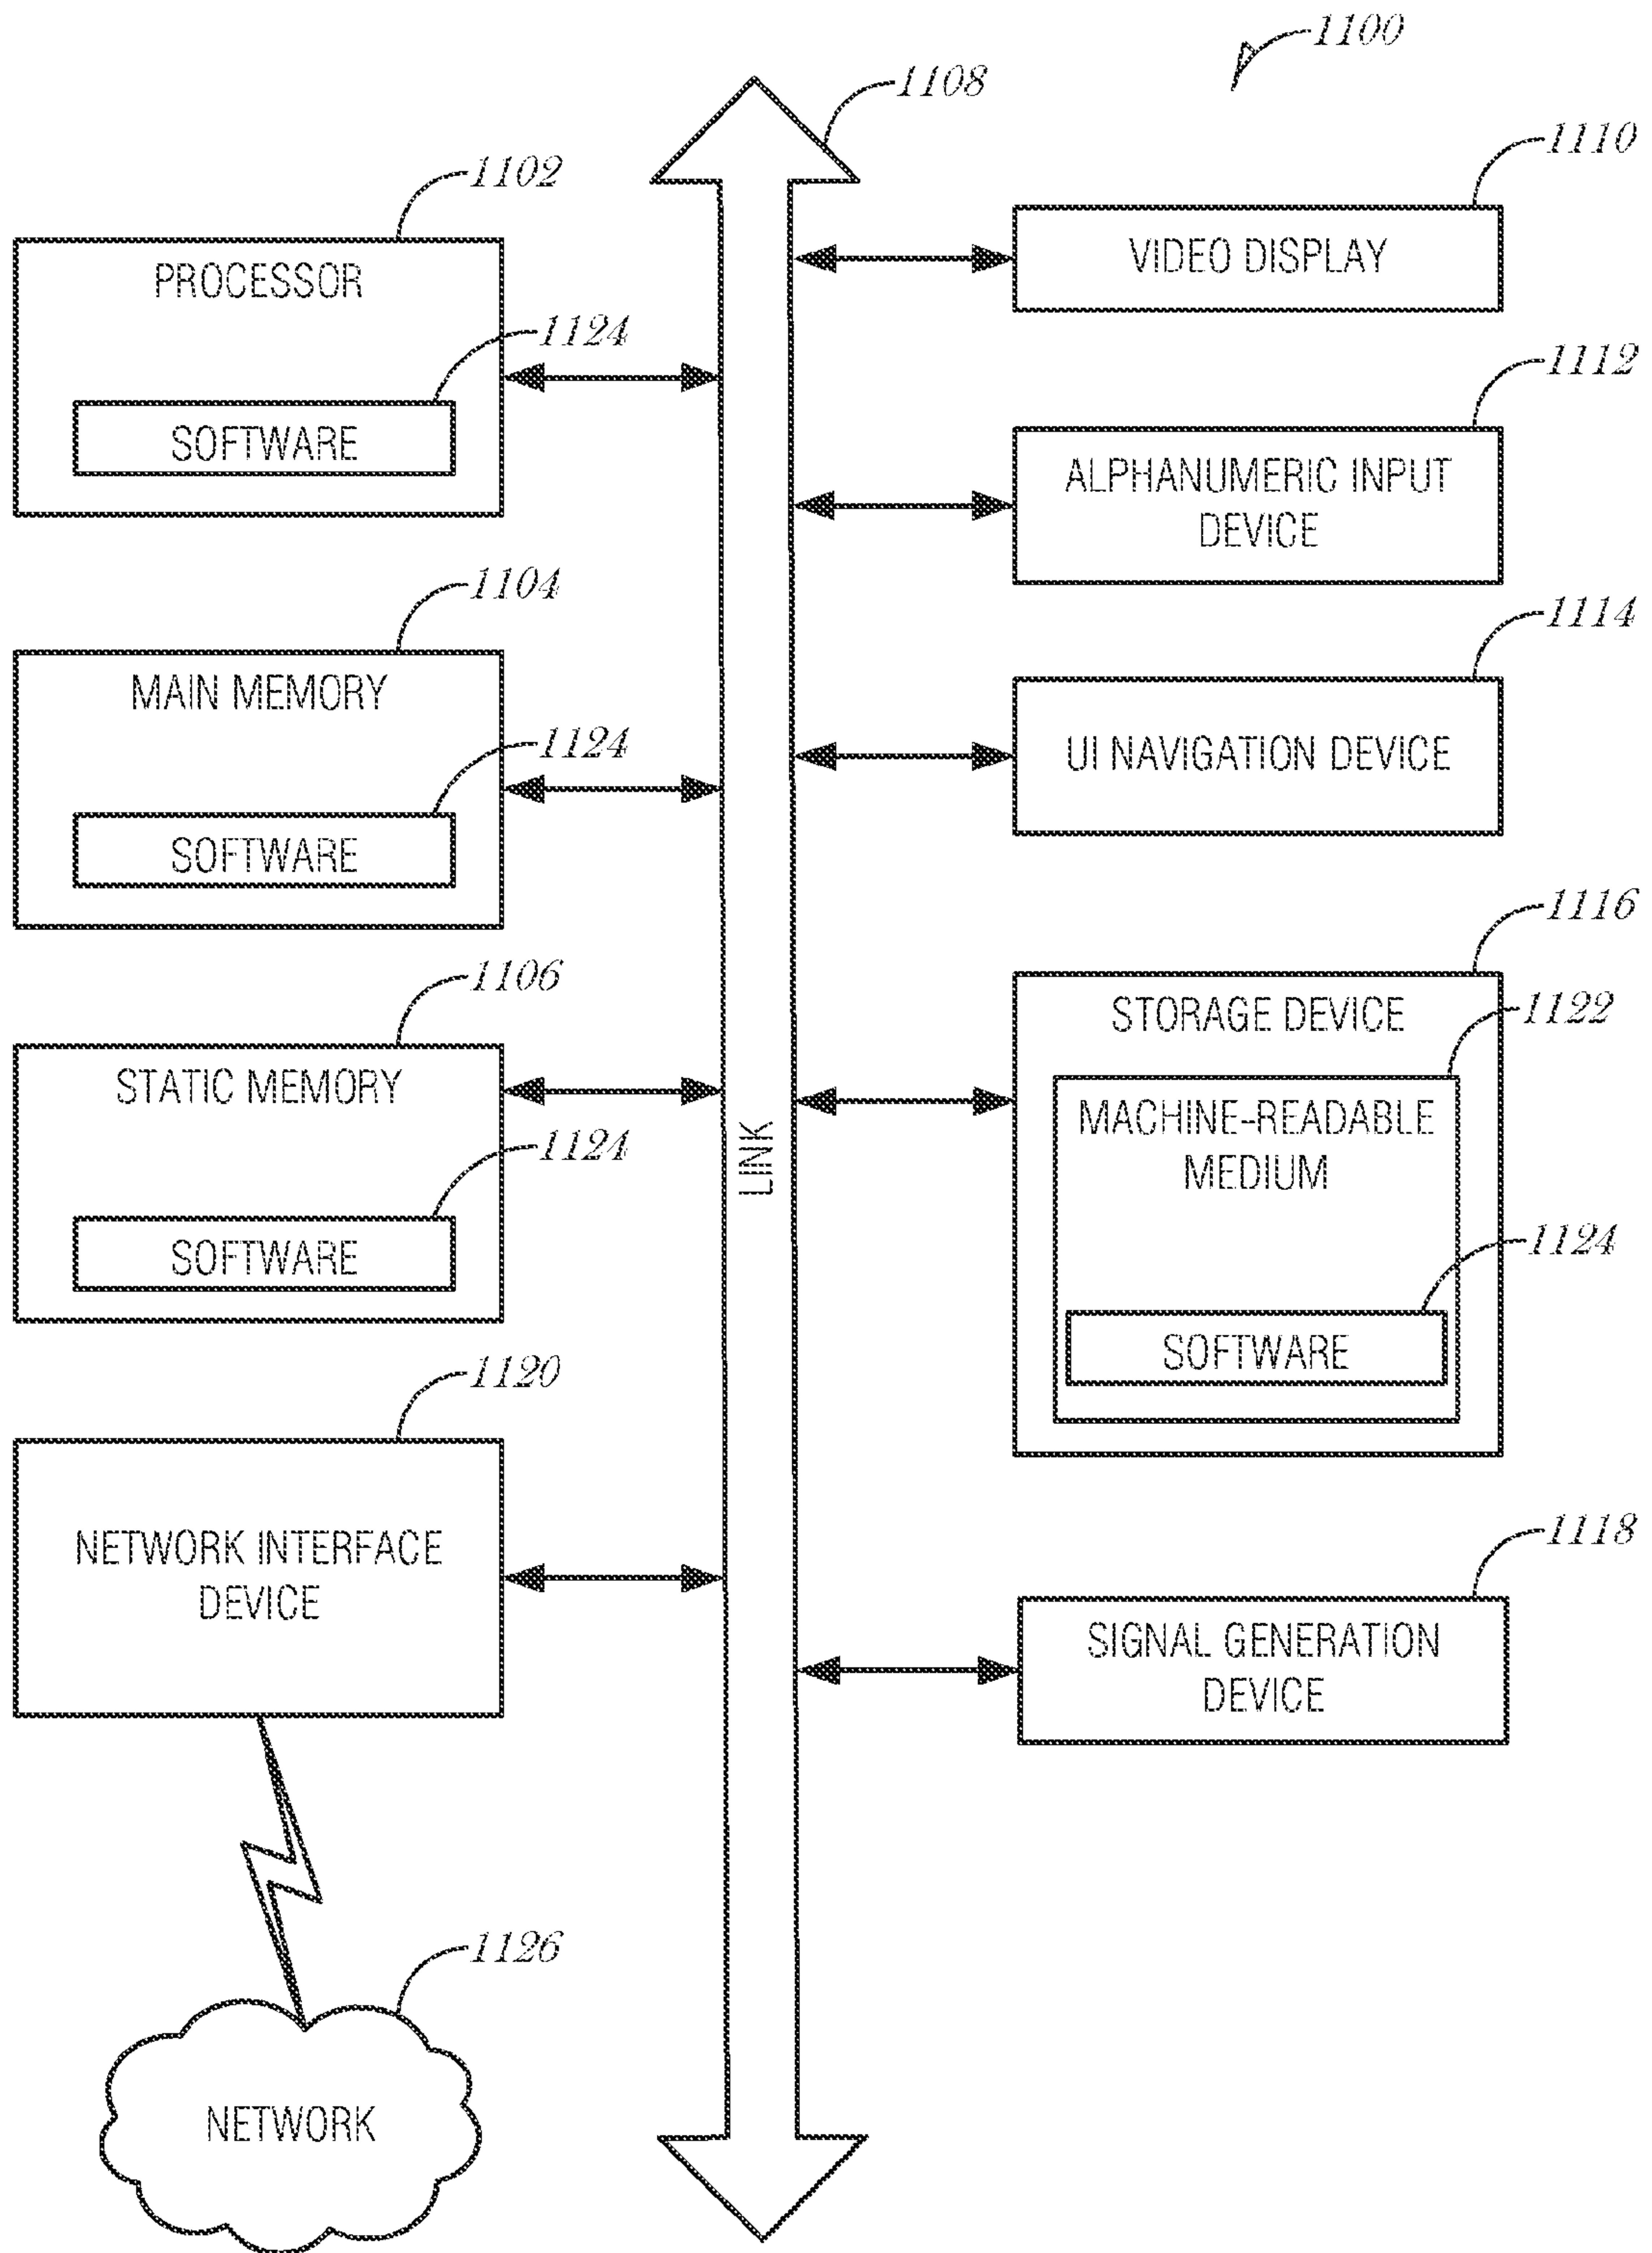 1100
1108
1102
PROCESSOR
1124
SOFTWARE
1104
MAIN MEMORY
1124
SOFTWARE
1106
STATIC MEMORY
1124
SOFTWARE
1120
NETWORK INTERFACE
DEVICE
1126
NETWORK
LINK
1110
VIDEO DISPLAY
1112
ALPHANUMERIC INPUT
DEVICE
1114
UI NAVIGATION DEVICE
1116
STORAGE DEVICE
1122
MACHINE-READABLE
MEDIUM
1124
SOFTWARE
1118
SIGNAL GENERATION
DEVICE